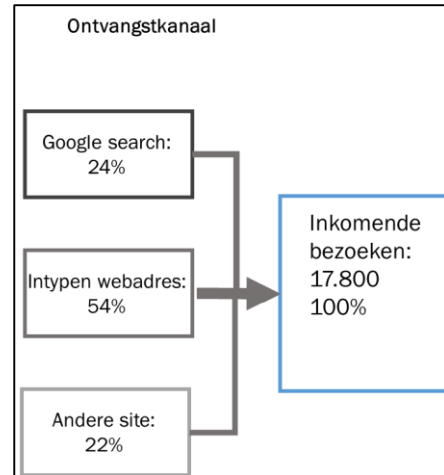 Ontvangstkanaal
Google search:
24%
Intypen webadres:
54%
Andere site:
22%
Inkomende
bezoeken:
17.800
100%